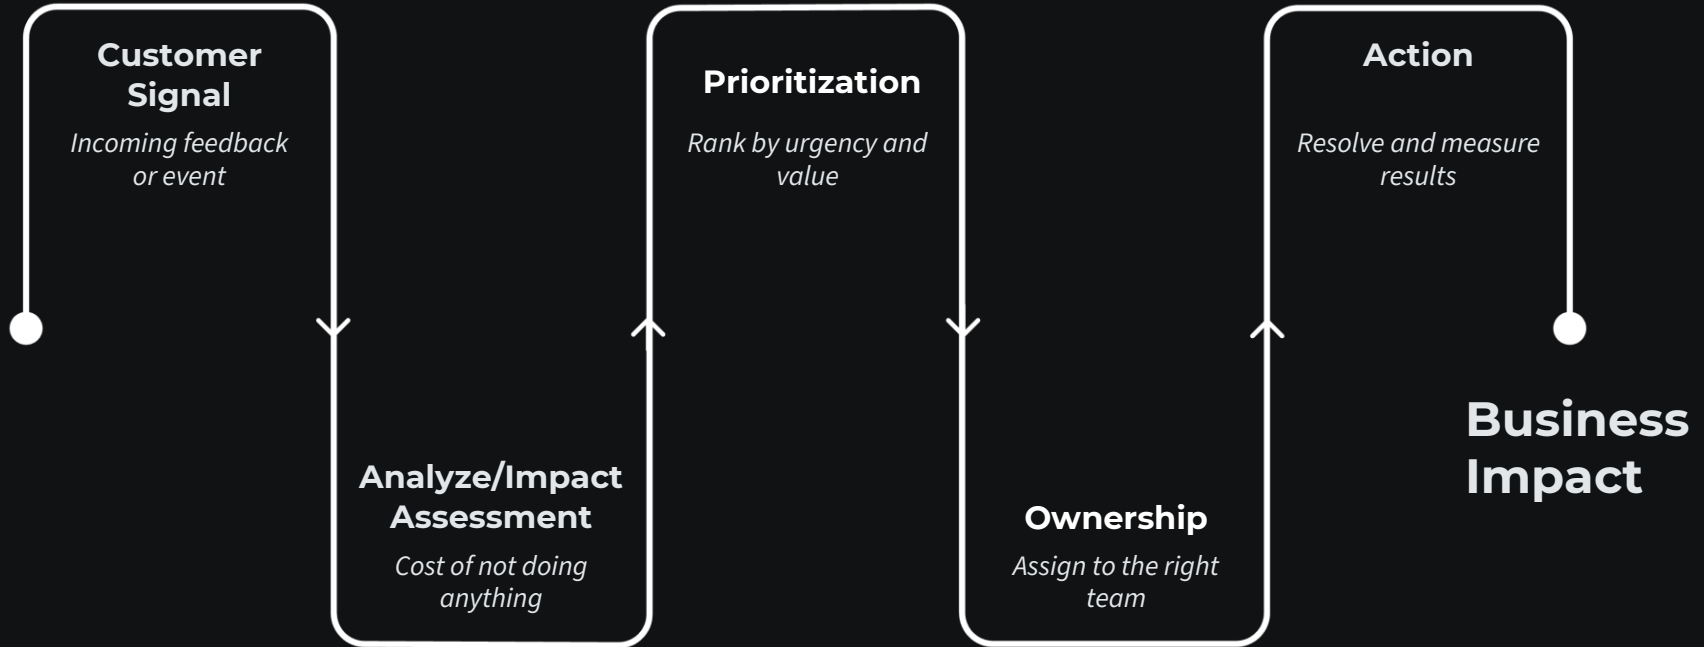 Customer
Signal
Incoming feedback
or event
Analyze/Impact
Assessment
Cost of not doing
anything
Prioritization
Rank by urgency and
value
Ownership
Assign to the right
team
Action
Resolve and measure
results
Business
Impact